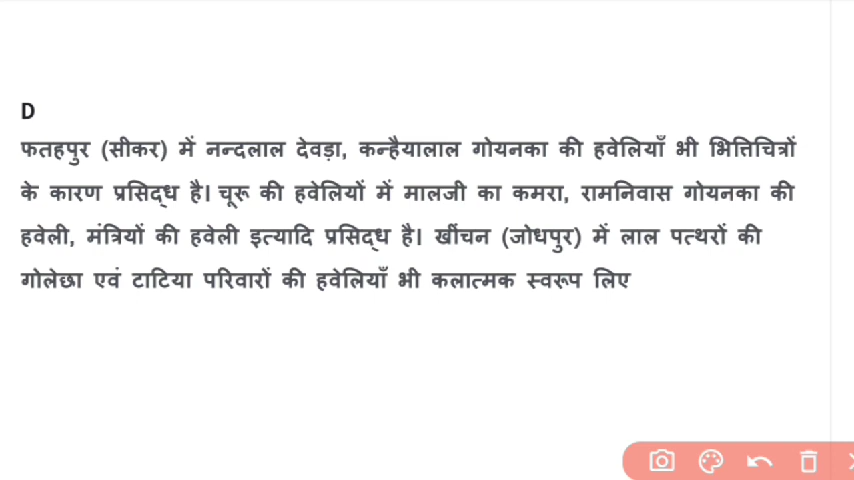 D
फतहपुर (सीकर) में नन्दलाल देवड़ा, कन्हैयालाल गोयनका की हवेलियाँ भी भित्तिचित्रों
के कारण प्रसिद्ध है। चूरू की हवेलियों में मालजी का कमरा, रामनिवास गोयनका की
हवेली, मंत्रियों की हवेली इत्यादि प्रसिद्ध है। खींचन (जोधपुर) में लाल पत्थरों की
गोलेछा एवं टाटिया परिवारों की हवेलियाँ भी कलात्मक स्वरूप लिए